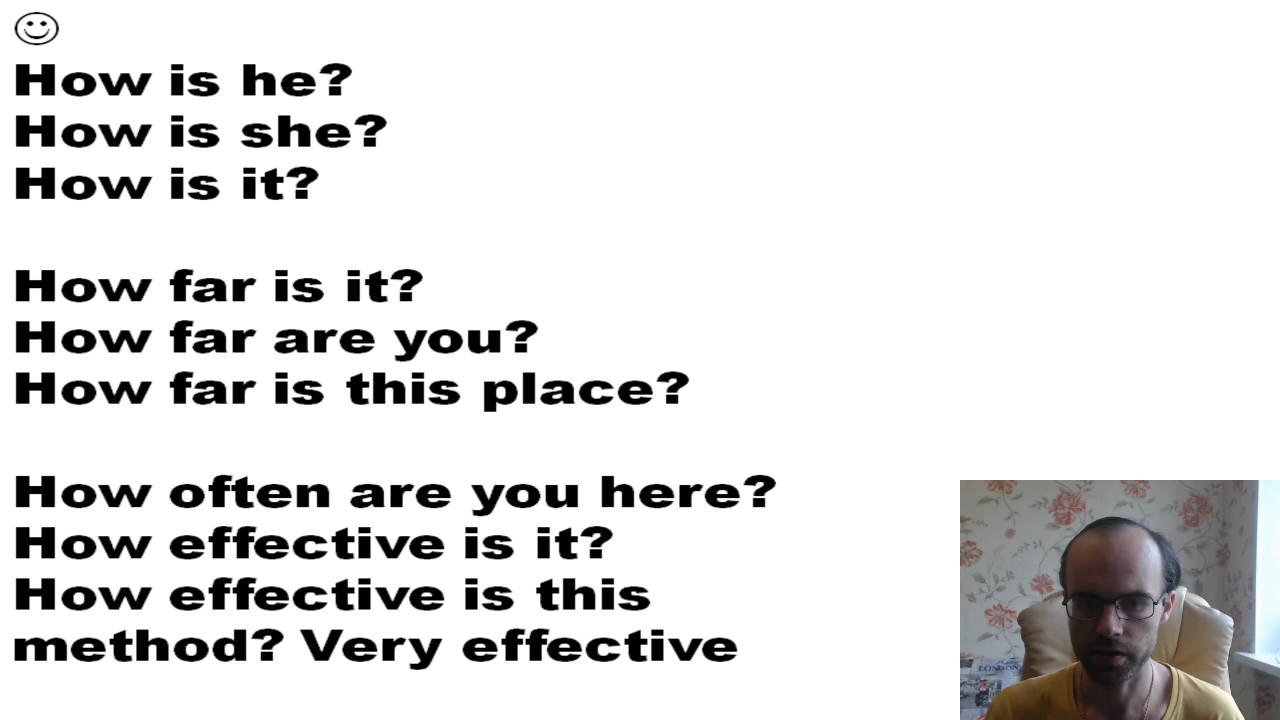 How is he?
How is she?
How is it?
How far is it?
How far are you?
How far is this place?
How often are you here?
How effective is it?
How effective is this
method? Very effective
LONDON